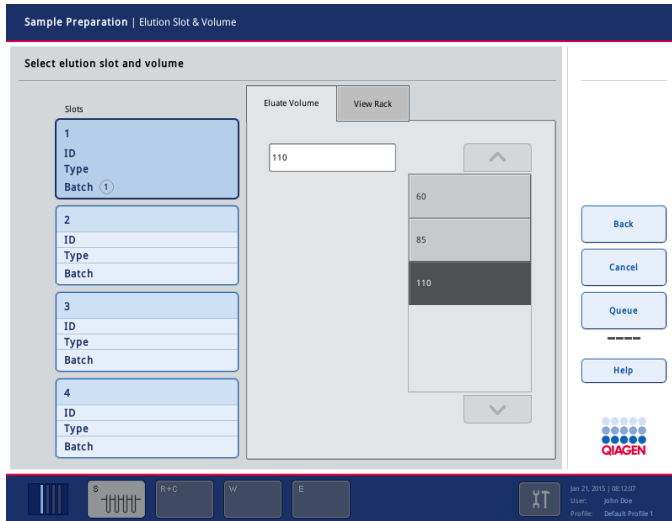 Sample Preparation | Elution Slot & Volume
Select elution slot and volume
Slots
1
ID
Type
Batch 1
2
ID
Type
Batch
3
ID
Type
Batch
4
ID
Type
Batch
Eluate Volume
View Rack
110
60
85
110
Back
Cancel
Queue
Help
QIAGEN
S
R+C
W
E
Jan 21, 2015 | 08:12:07
User: John Doe
Profile: Default Profile 1